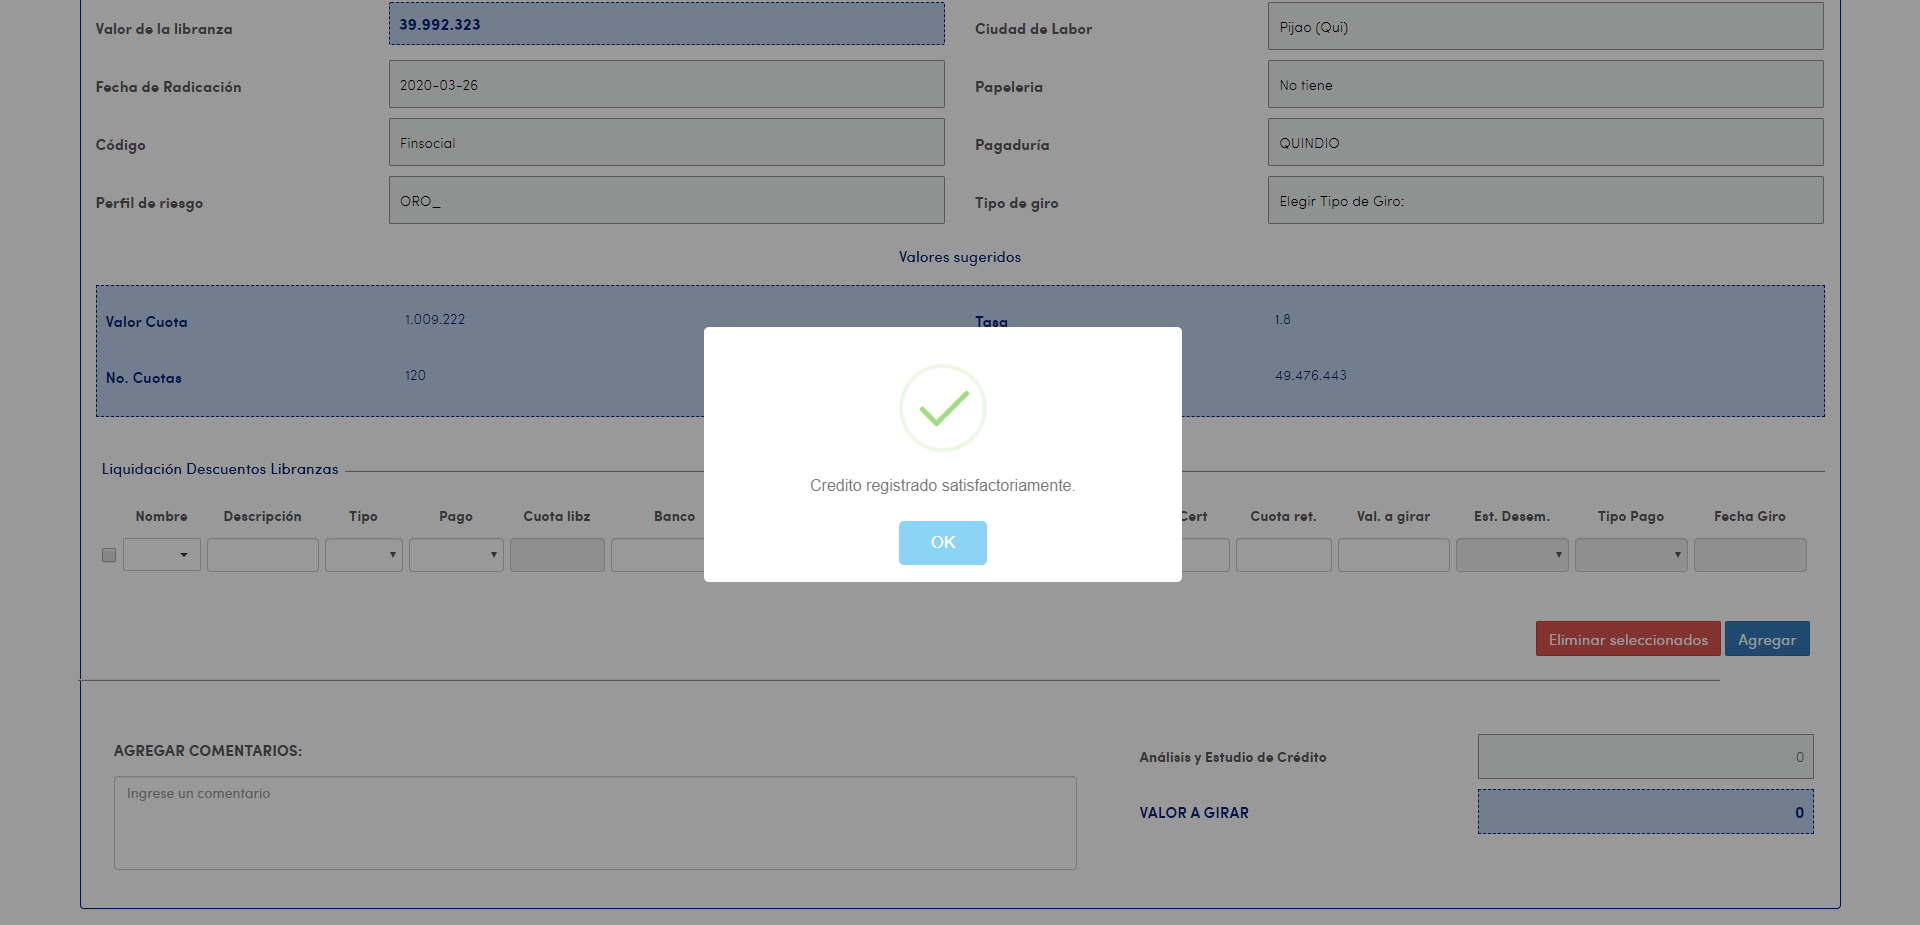 Valor de la libranza 39.992.323 Ciudad de Labor Pijao (Qui)
Fecha de Radicación 2020-03-26 Papeleria No tiene
Código Finsocial Pagaduría QUINDIO
Perfil de riesgo ORO_ Tipo de giro Elegir Tipo de Giro:
Valores sugeridos
Valor Cuota 1.009.222 Tasa 1.8
No. Cuotas 120 49.476.443
Credito registrado satisfactoriamente.
OK
Liquidación Descuentos Libranzas
Nombre Descripción Tipo Pago Cuota libz Banco Cert Cuota ret. Val. a girar Est. Desem. Tipo Pago Fecha Giro
Eliminar seleccionados Agregar
AGREGAR COMENTARIOS:
Ingrese un comentario
Análisis y Estudio de Crédito 0
VALOR A GIRAR 0